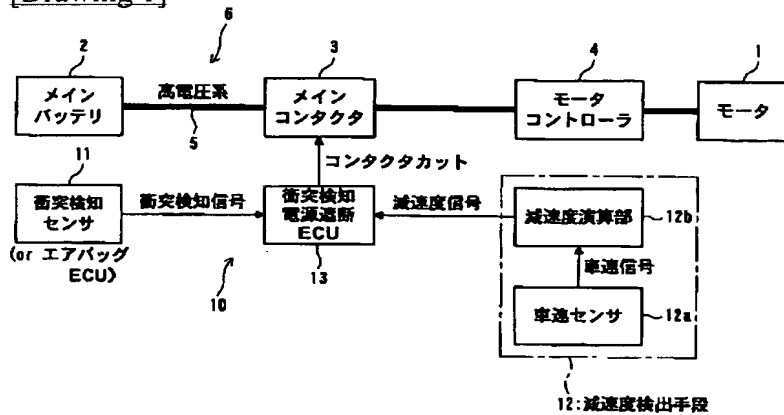 6
2
3
4
1
メイン
バッテリ
高電圧系
5
メイン
コンタクタ
モータ
コントローラ
モータ
11
コンタクタカット
衝突検知
センサ
(or エアバッグ
ECU)
衝突検知信号
衝突検知
電源遮断
ECU
13
減速度信号
減速度演算部
12b
車速信号
車速センサ
12a
10
12:減速度検出手段